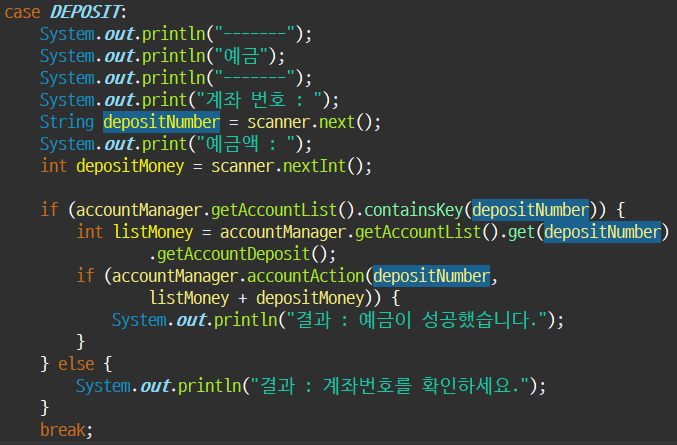 case DEPOSIT:
    System.out.println("-------");
    System.out.println("예금");
    System.out.println("-------");
    System.out.print("계좌 번호 : ");
    String depositNumber = scanner.next();
    System.out.print("예금액 : ");
    int depositMoney = scanner.nextInt();

    if (accountManager.getAccountList().containsKey(depositNumber)) {
        int listMoney = accountManager.getAccountList().get(depositNumber)
                .getAccountDeposit();
        if (accountManager.accountAction(depositNumber,
                listMoney + depositMoney)) {
            System.out.println("결과 : 예금이 성공했습니다.");
        }
    } else {
        System.out.println("결과 : 계좌번호를 확인하세요.");
    }
    break;